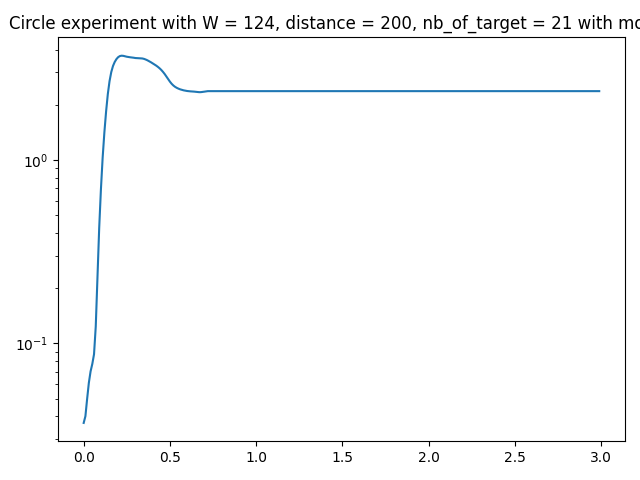 Circle experiment with W = 124, distance = 200, nb_of_target = 21 with
10⁰
10⁻¹
0.0 0.5 1.0 1.5 2.0 2.5 3.0